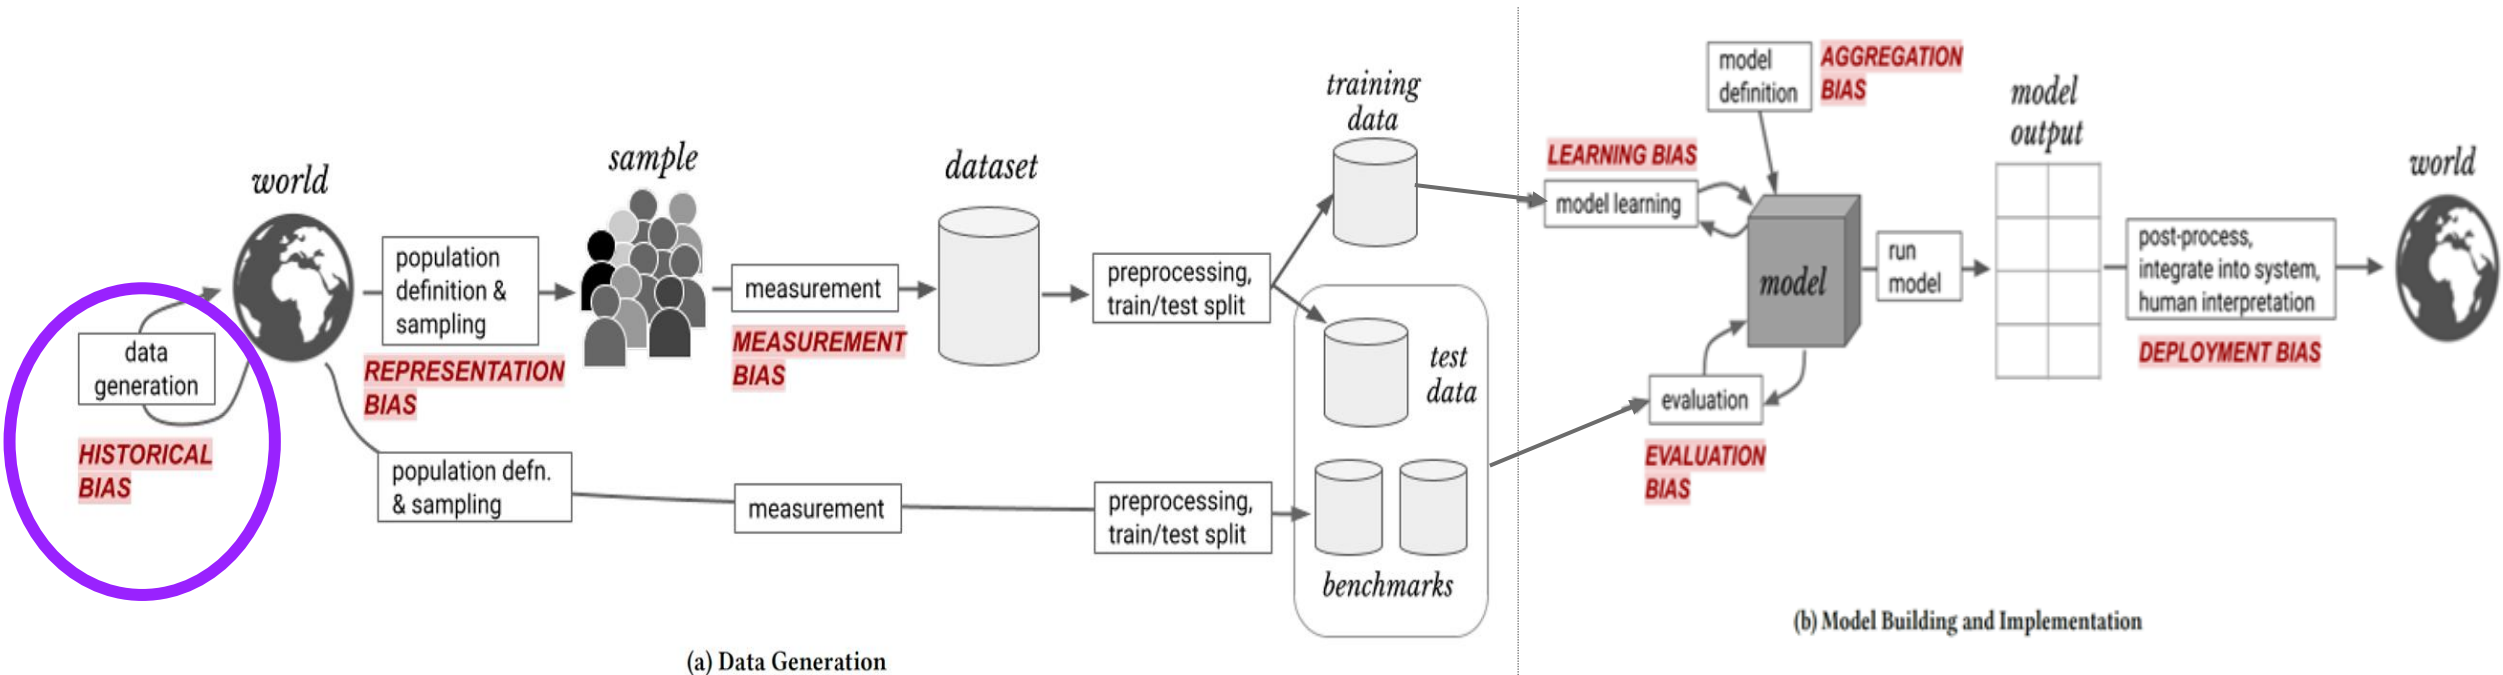 world
data
generation
HISTORICAL
BIAS
population
definition &
sampling
REPRESENTATION
BIAS
sample
measurement
MEASUREMENT
BIAS
dataset
preprocessing,
train/test split
training
data
test
data
population defn.
& sampling
measurement
preprocessing,
train/test split
benchmarks
(a) Data Generation
LEARNING BIAS
model learning
model
definition
AGGREGATION
BIAS
model
evaluation
EVALUATION
BIAS
run
model
model
output
post-process,
integrate into system,
human interpretation
DEPLOYMENT BIAS
world
(b) Model Building and Implementation